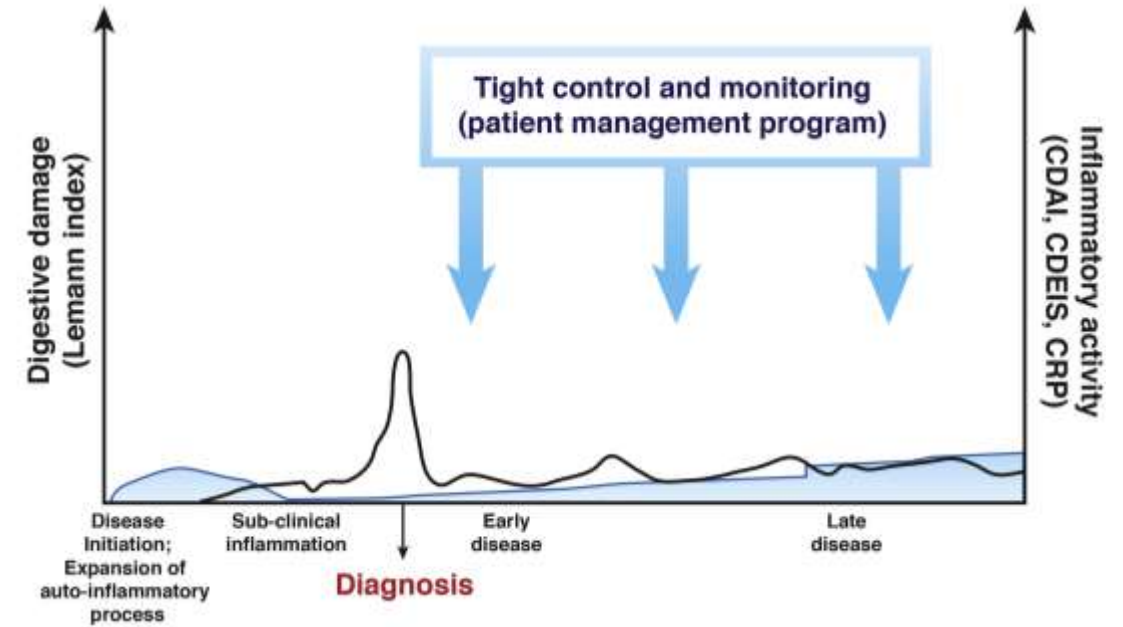 Tight control and monitoring
(patient management program)
Digestive damage
(Lemann index)
Inflammatory activity
(CDAI, CDEIS, CRP)
Disease
Initiation;
Expansion of
auto-inflammatory
process
Sub-clinical
inflammation
Diagnosis
Early
disease
Late
disease